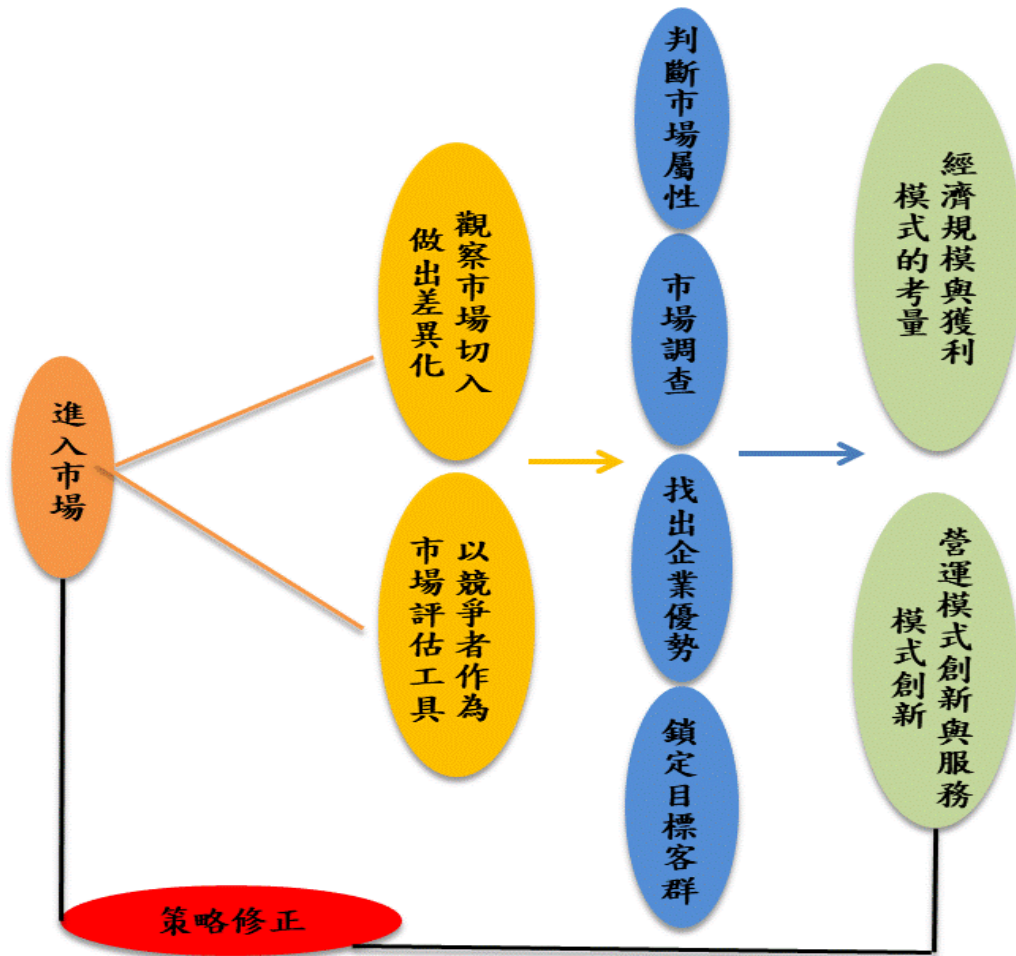 進入市場
觀察市場切入
做出差異化
以競爭者作為
市場評估工具
判斷市場屬性
市場調查
找出企業優勢
鎖定目標客群
經濟規模與獲利
模式的考量
營運模式創新與服務
模式創新
策略修正